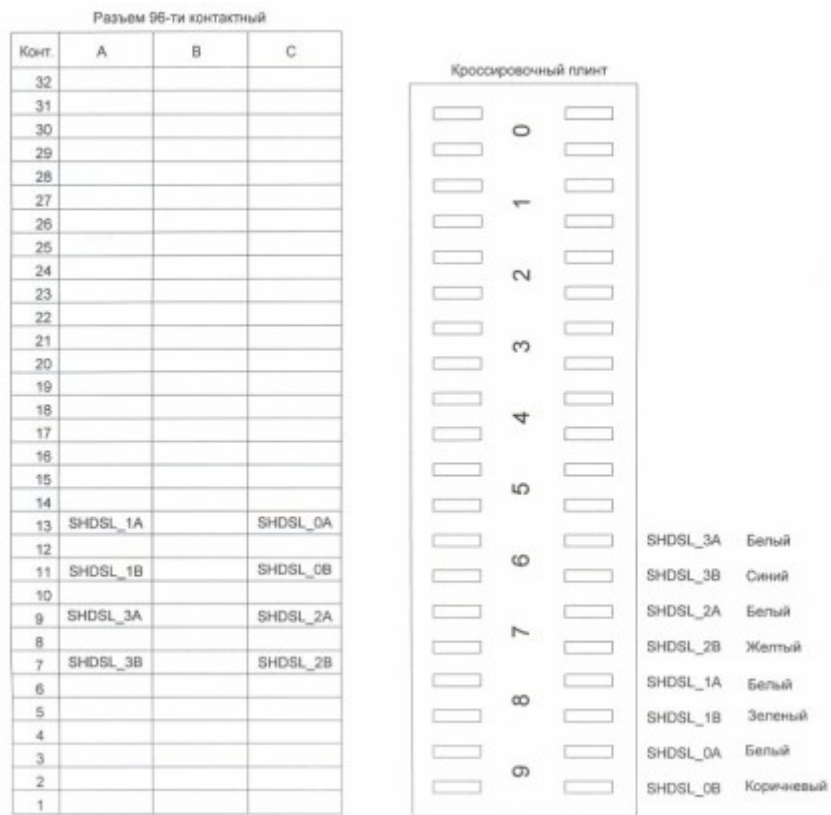 Разъем 96-ти контактный
Конт. A B C
32
31
30
29
28
27
26
25
24
23
22
21
20
19
18
17
16
15
14
13 SHDSL_1A SHDSL_0A
12
11 SHDSL_1B SHDSL_0B
10
9 SHDSL_3A SHDSL_2A
8
7 SHDSL_3B SHDSL_2B
6
5
4
3
2
1
Кроссировочный плинт
0
1
2
3
4
5
6
7
8
9
SHDSL_3A Белый
SHDSL_3B Синий
SHDSL_2A Белый
SHDSL_2B Желтый
SHDSL_1A Белый
SHDSL_1B Зеленый
SHDSL_0A Белый
SHDSL_0B Коричневый